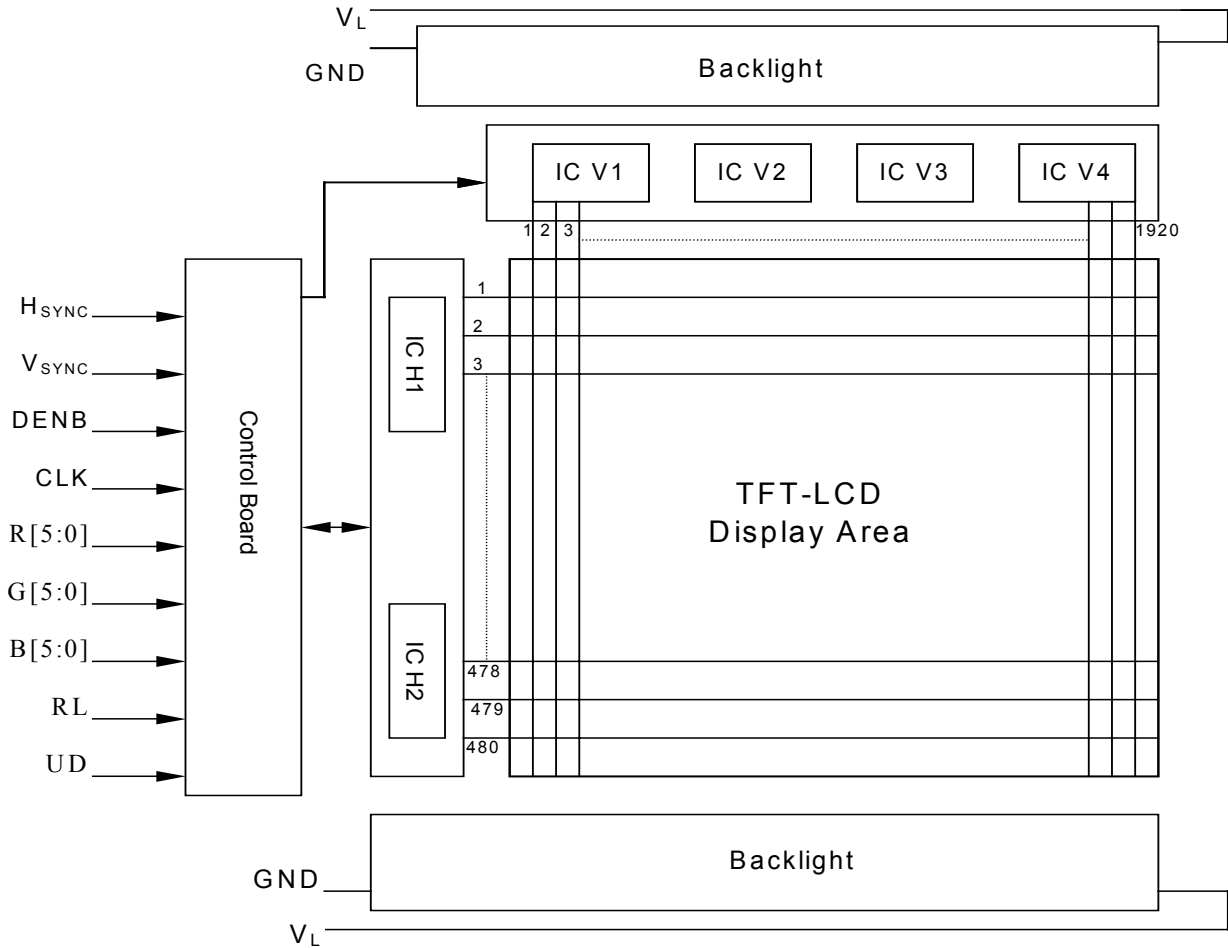 VL
GND
Backlight
IC V1
IC V2
IC V3
IC V4
1 2 3
1920
HSYNC
VSYNC
DENB
CLK
R[5:0]
G[5:0]
B[5:0]
RL
UD
Control Board
IC H1
IC H2
1
2
3
478
479
480
TFT-LCD
Display Area
Backlight
GND
VL